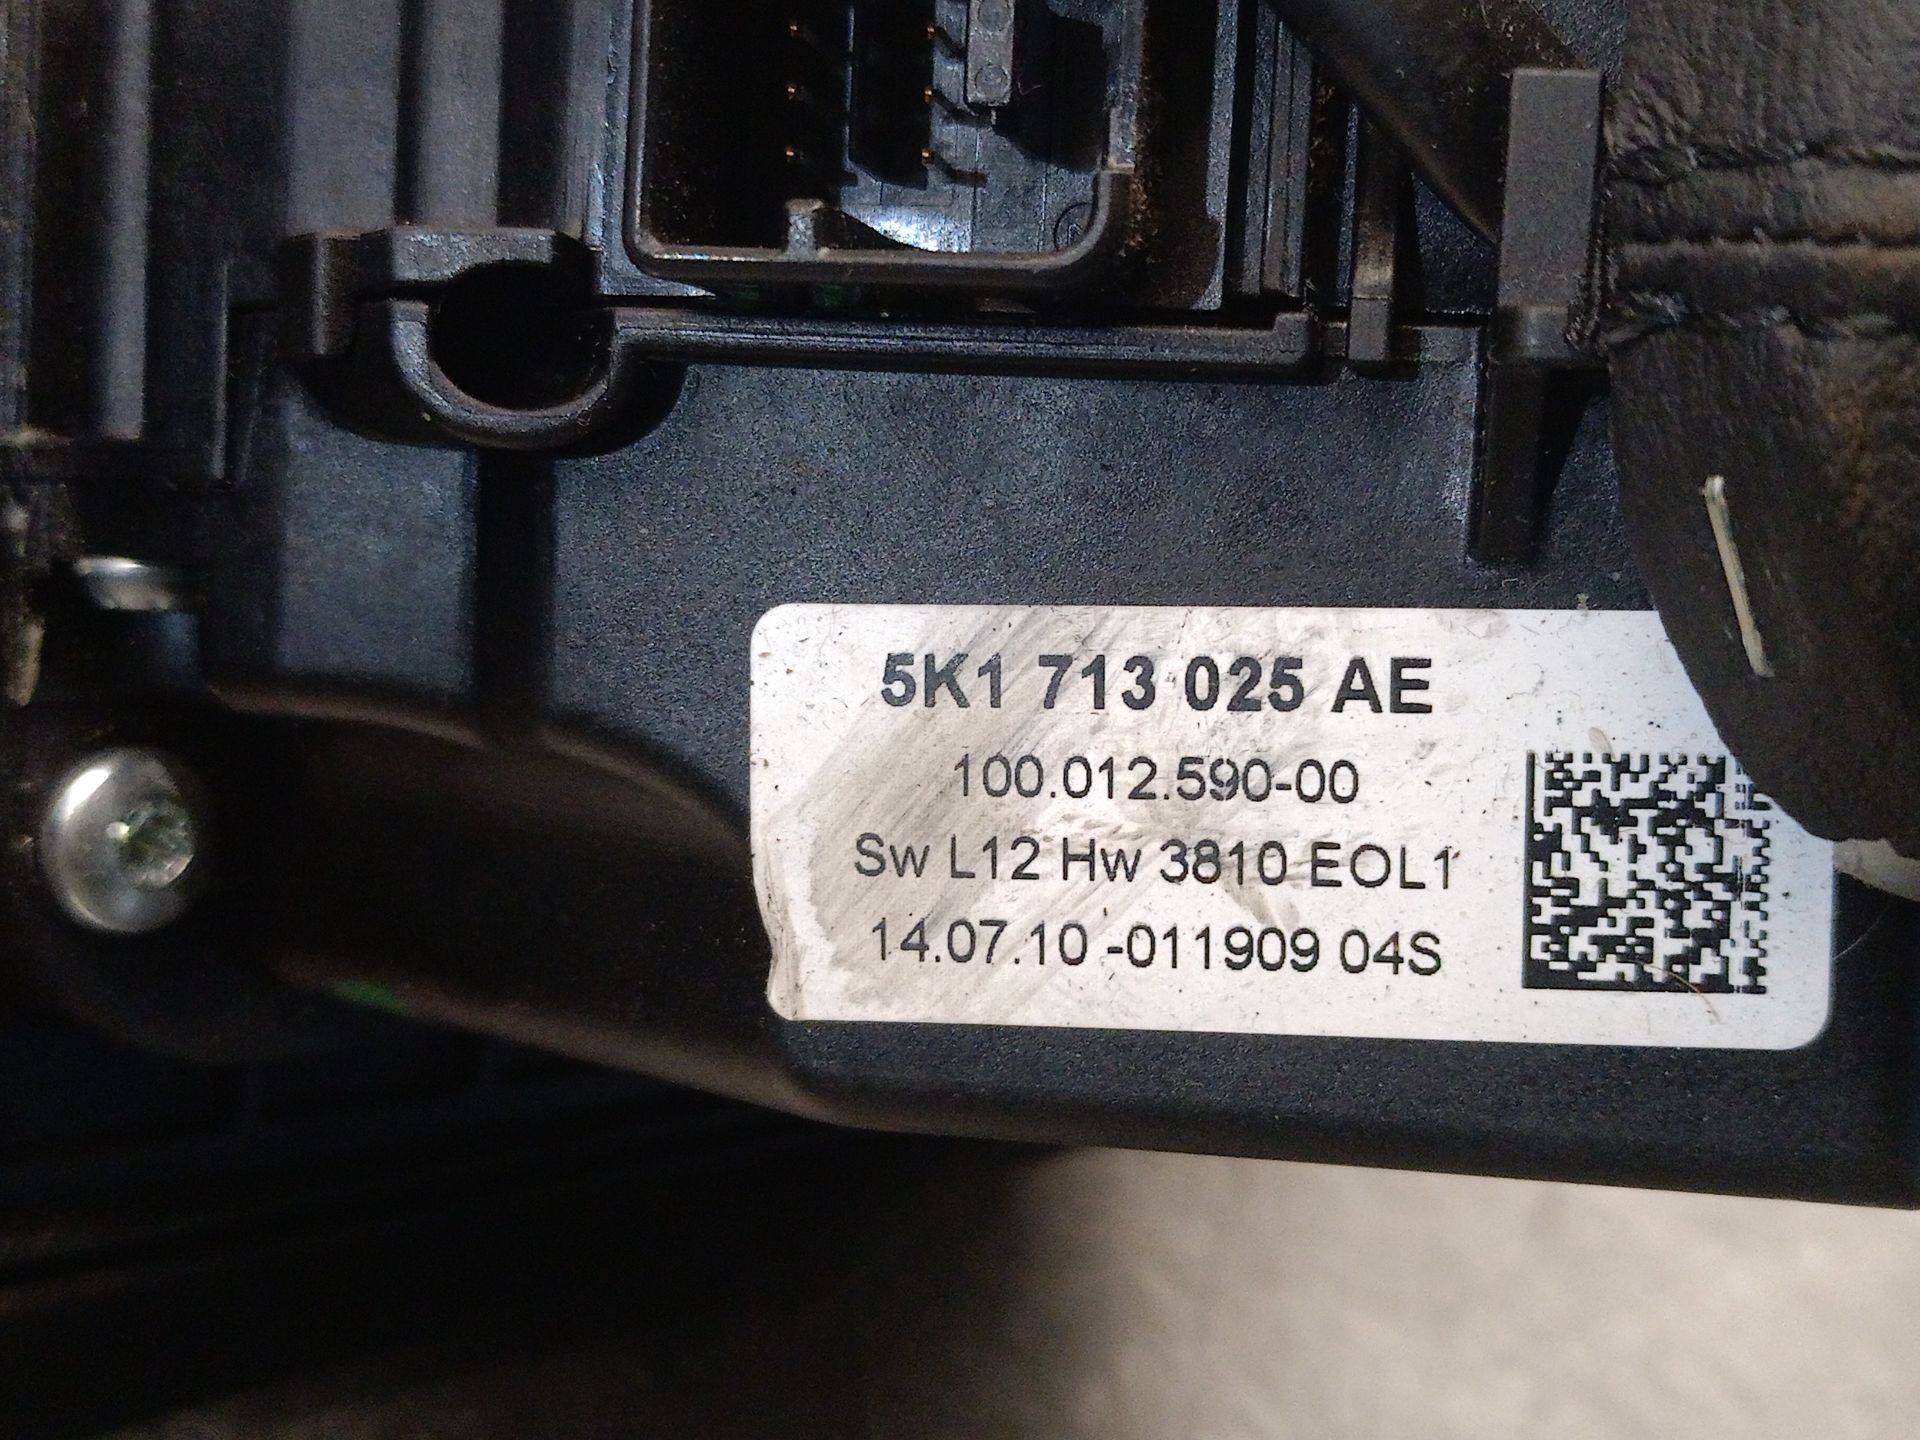 5K1 713 025 AE
100.012.590-00
Sw L12 Hw 3810 EOL1
14.07.10 -011909 04S